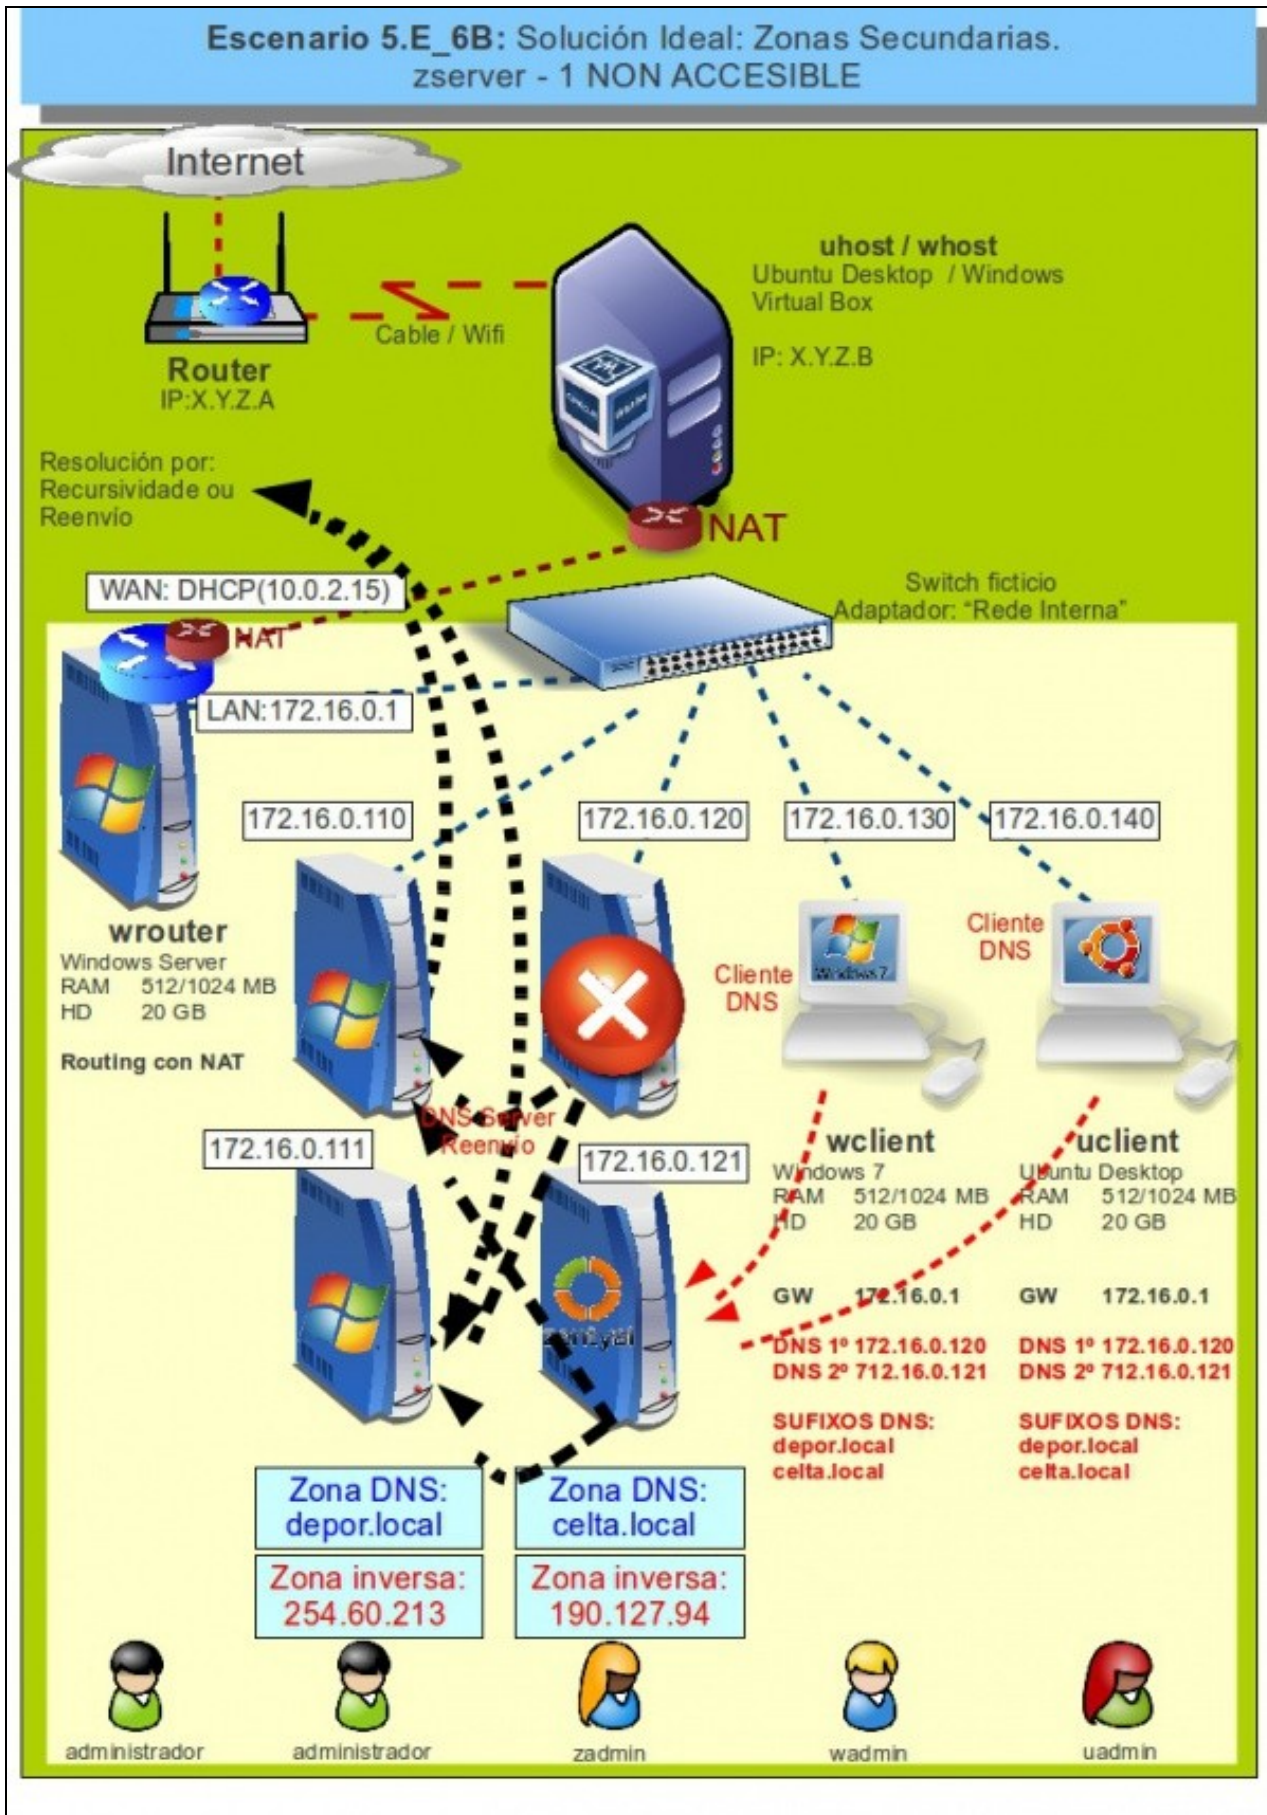 Escenario 5.E_6B: Solución Ideal: Zonas Secundarias.
zserver - 1 NON ACCESIBLE
Internet
uhost / whost
Ubuntu Desktop / Windows
Virtual Box
IP: X.Y.Z.B
Cable / Wifi
Router
IP:X.Y.Z.A
Resolución por:
Recursividade ou
Reenvío
NAT
WAN: DHCP(10.0.2.15)
Switch ficticio
Adaptador: “Rede Interna”
NAT
LAN:172.16.0.1
172.16.0.110
172.16.0.120
172.16.0.130
172.16.0.140
wrouter
Windows Server
RAM 512/1024 MB
HD 20 GB
Routing con NAT
Cliente
DNS
Windows 7
Cliente
DNS
DNS Server
Reenvío
172.16.0.111
172.16.0.121
zentyal
wclient
Windows 7
RAM 512/1024 MB
HD 20 GB
GW 172.16.0.1
DNS 1º 172.16.0.120
DNS 2º 712.16.0.121
SUFIXOS DNS:
depor.local
celta.local
uclient
Ubuntu Desktop
RAM 512/1024 MB
HD 20 GB
GW 172.16.0.1
DNS 1º 172.16.0.120
DNS 2º 712.16.0.121
SUFIXOS DNS:
depor.local
celta.local
Zona DNS:
depor.local
Zona DNS:
celta.local
Zona inversa:
254.60.213
Zona inversa:
190.127.94
administrador
administrador
zadmin
wadmin
uadmin